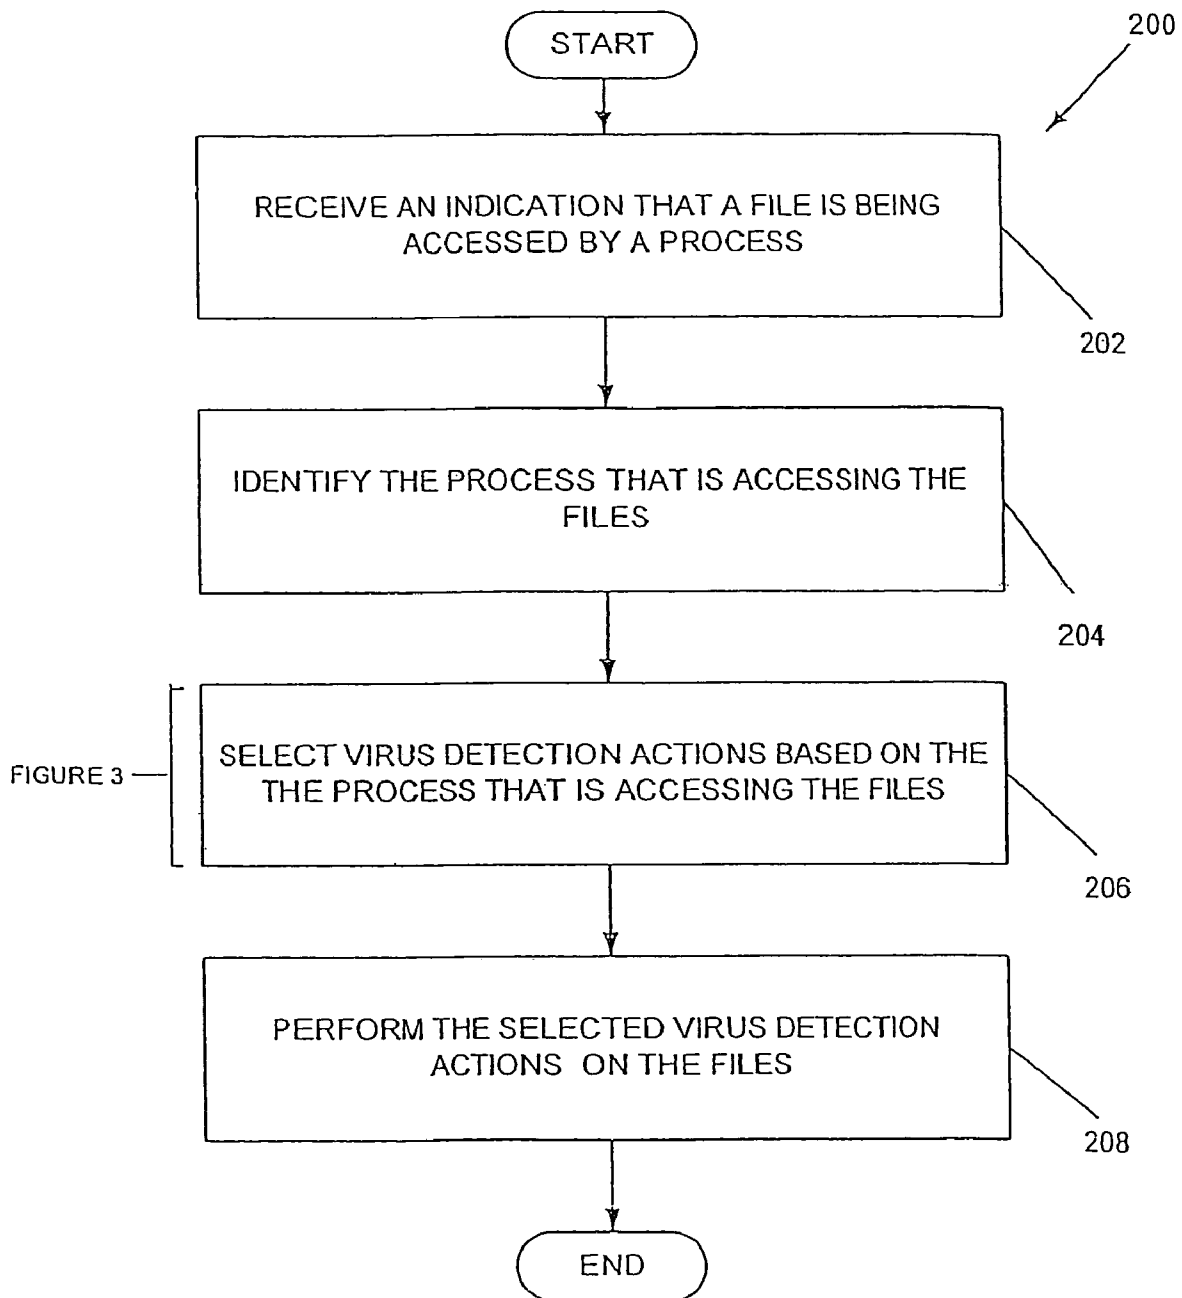 START
200
RECEIVE AN INDICATION THAT A FILE IS BEING
ACCESSED BY A PROCESS
202
IDENTIFY THE PROCESS THAT IS ACCESSING THE
FILES
204
FIGURE 3
SELECT VIRUS DETECTION ACTIONS BASED ON THE
THE PROCESS THAT IS ACCESSING THE FILES
206
PERFORM THE SELECTED VIRUS DETECTION
ACTIONS ON THE FILES
208
END